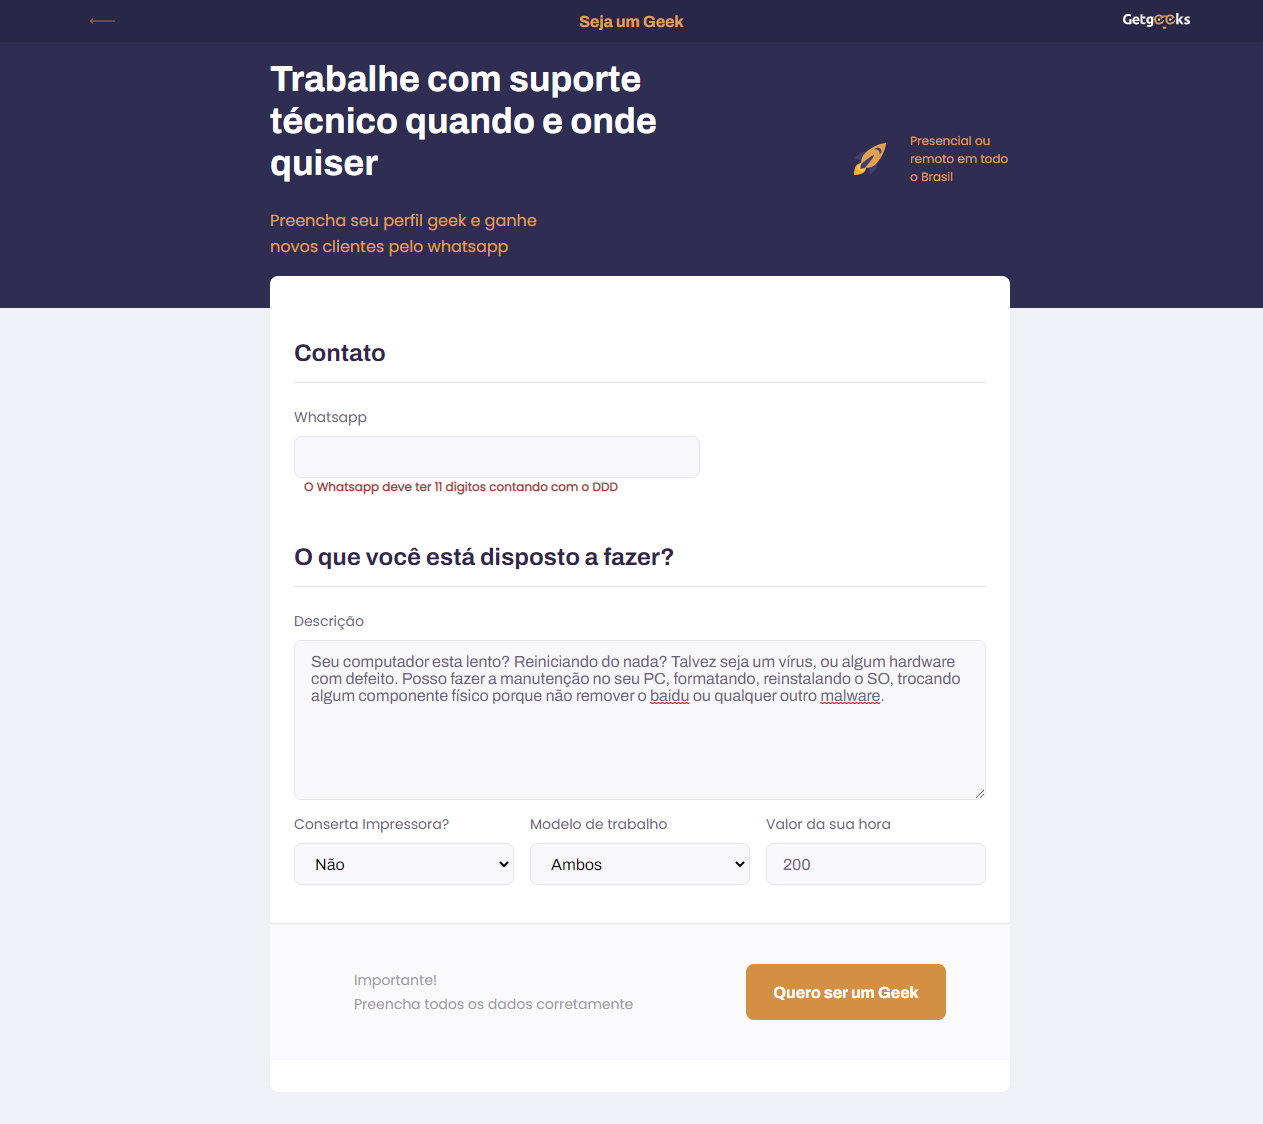 Seja um Geek
Getgeeks
Trabalhe com suporte
técnico quando e onde
quiser
Presencial ou
remoto em todo
o Brasil
Preencha seu perfil geek e ganhe
novos clientes pelo whatsapp
Contato
Whatsapp
O Whatsapp deve ter 11 digitos contando com o DDD
O que você está disposto a fazer?
Descrição
Seu computador esta lento? Reiniciando do nada? Talvez seja um vírus, ou algum hardware
com defeito. Posso fazer a manutenção no seu PC, formatando, reinstalando o SO, trocando
algum componente físico porque não remover o baidu ou qualquer outro malware.
Conserta Impressora?
Modelo de trabalho
Valor da sua hora
Não
Ambos
200
Importante!
Preencha todos os dados corretamente
Quero ser um Geek